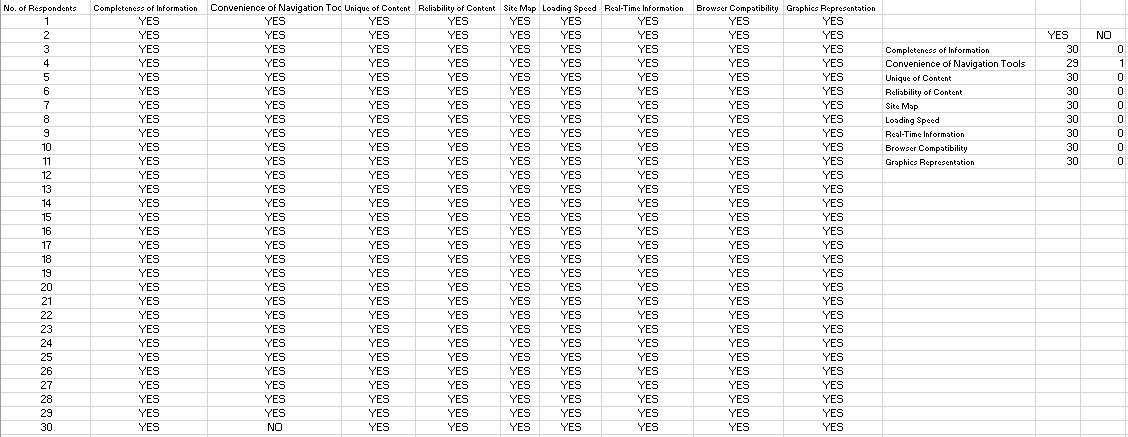 No. of Respondents Completeness of Information Convenience of Navigation Too Unique of Content Reliability of Content Site Map Loading Speed Real-Time Information Browser Compatibility Graphics Representation
1 YES YES YES YES YES YES YES YES YES
2 YES YES YES YES YES YES YES YES YES YES NO
3 YES YES YES YES YES YES YES YES YES Completeness of Information 30 0
4 YES YES YES YES YES YES YES YES YES Convenience of Navigation Tools 29 1
5 YES YES YES YES YES YES YES YES YES Unique of Content 30 0
6 YES YES YES YES YES YES YES YES YES Reliability of Content 30 0
7 YES YES YES YES YES YES YES YES YES Site Map 30 0
8 YES YES YES YES YES YES YES YES YES Loading Speed 30 0
9 YES YES YES YES YES YES YES YES YES Real-Time Information 30 0
10 YES YES YES YES YES YES YES YES YES Browser Compatibility 30 0
11 YES YES YES YES YES YES YES YES YES Graphics Representation 30 0
12 YES YES YES YES YES YES YES YES YES
13 YES YES YES YES YES YES YES YES YES
14 YES YES YES YES YES YES YES YES YES
15 YES YES YES YES YES YES YES YES YES
16 YES YES YES YES YES YES YES YES YES
17 YES YES YES YES YES YES YES YES YES
18 YES YES YES YES YES YES YES YES YES
19 YES YES YES YES YES YES YES YES YES
20 YES YES YES YES YES YES YES YES YES
21 YES YES YES YES YES YES YES YES YES
22 YES YES YES YES YES YES YES YES YES
23 YES YES YES YES YES YES YES YES YES
24 YES YES YES YES YES YES YES YES YES
25 YES YES YES YES YES YES YES YES YES
26 YES YES YES YES YES YES YES YES YES
27 YES YES YES YES YES YES YES YES YES
28 YES YES YES YES YES YES YES YES YES
29 YES YES YES YES YES YES YES YES YES
30 YES NO YES YES YES YES YES YES YES